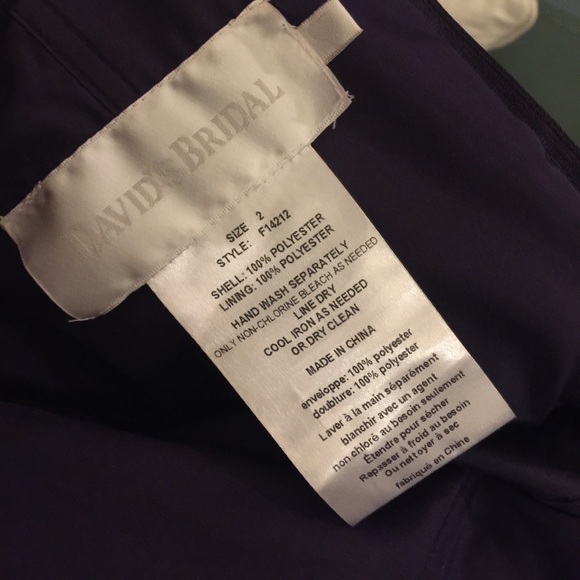 DAVID'S BRIDAL
SIZE 2
STYLE: F14212
SHELL: 100% POLYESTER
LINING: 100% POLYESTER
HAND WASH SEPARATELY
ONLY NON-CHLORINE BLEACH AS NEEDED
LINE DRY
COOL IRON AS NEEDED
OR DRY CLEAN
MADE IN CHINA
enveloppe: 100% polyester
doublure: 100% polyester
Laver à la main séparément
blanchir avec un agent
non chloré au besoin seulement
Étendre pour sécher
Repasser à froid au besoin
Ou nettoyer à sec
fabriqué en Chine